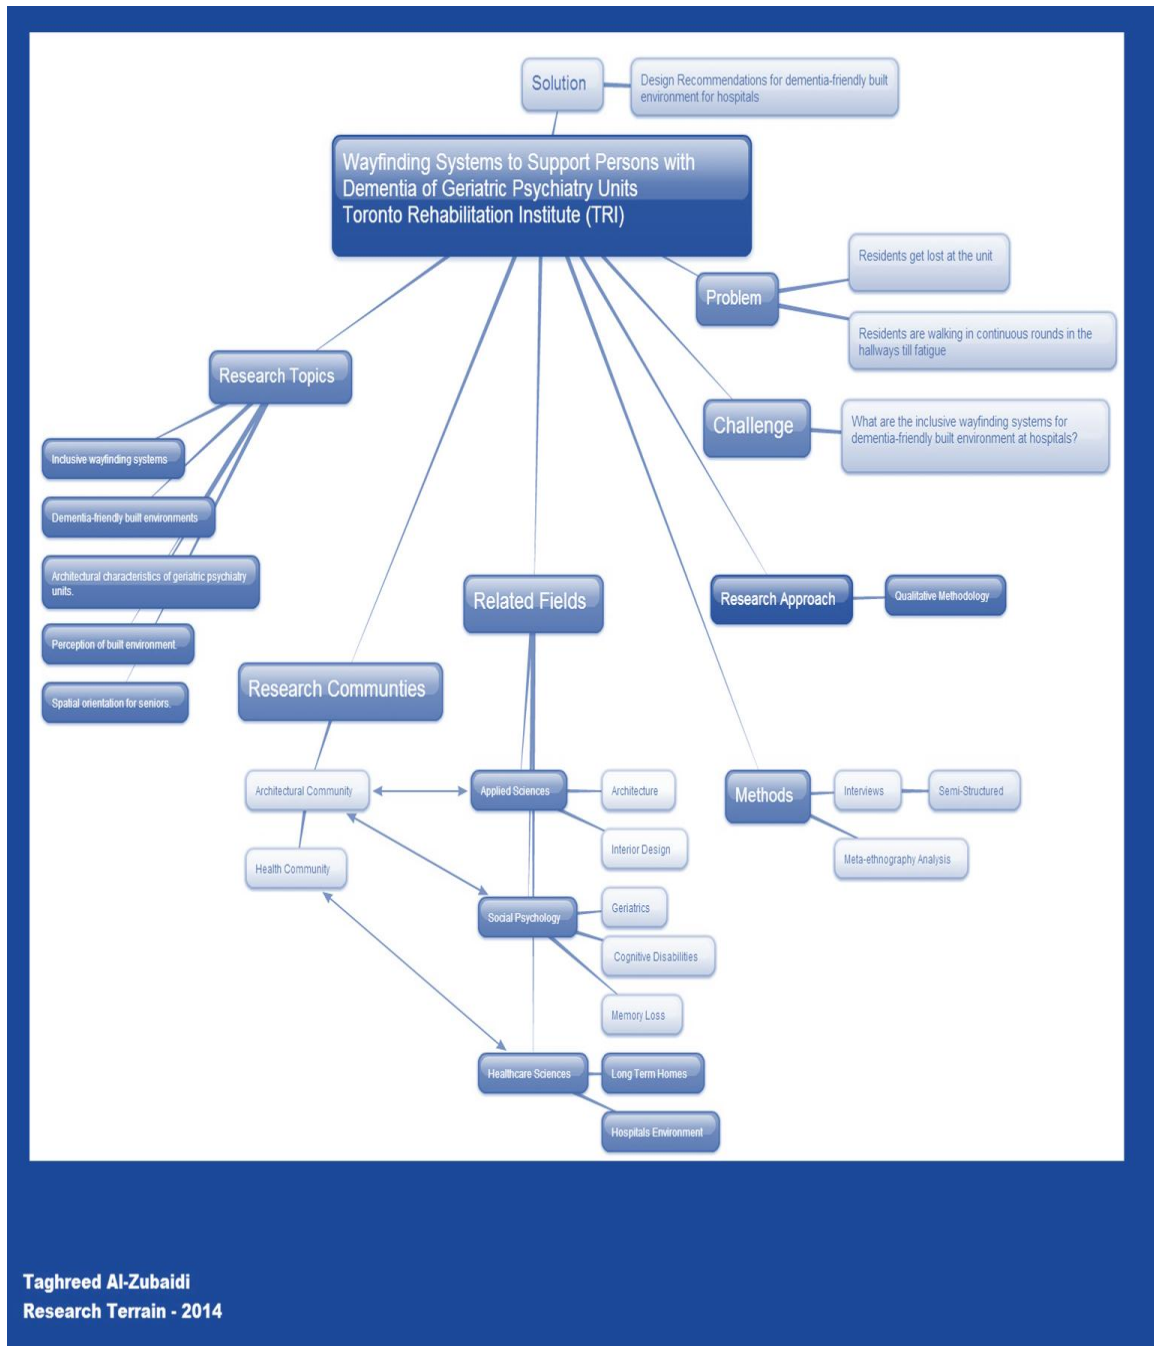 Solution
Design Recommendations for dementia-friendly built
environment for hospitals
Wayfinding Systems to Support Persons with
Dementia of Geriatric Psychiatry Units
Toronto Rehabilitation Institute (TRI)
Problem
Residents get lost at the unit
Residents are walking in continuous rounds in the
hallways till fatigue
Challenge
What are the inclusive wayfinding systems for
dementia-friendly built environment at hospitals?
Research Topics
Inclusive wayfinding systems
Dementia-friendly built environments
Architectural characteristics of geriatric psychiatry
units.
Perception of built environment.
Spatial orientation for seniors.
Research Communties
Architectural Community
Health Community
Related Fields
Applied Sciences
Architecture
Interior Design
Social Psychology
Geriatrics
Cognitive Disabilities
Memory Loss
Healthcare Sciences
Long Term Homes
Hospitals Environment
Research Approach
Qualitative Methodology
Methods
Interviews
Semi-Structured
Meta-ethnography Analysis
Taghreed Al-Zubaidi
Research Terrain - 2014